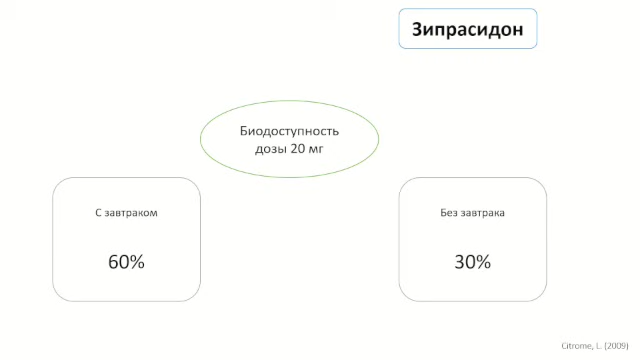 Зипрасидон
Биодоступность
дозы 20 мг
С завтраком
60%
Без завтрака
30%
Citrome, L. (2009)